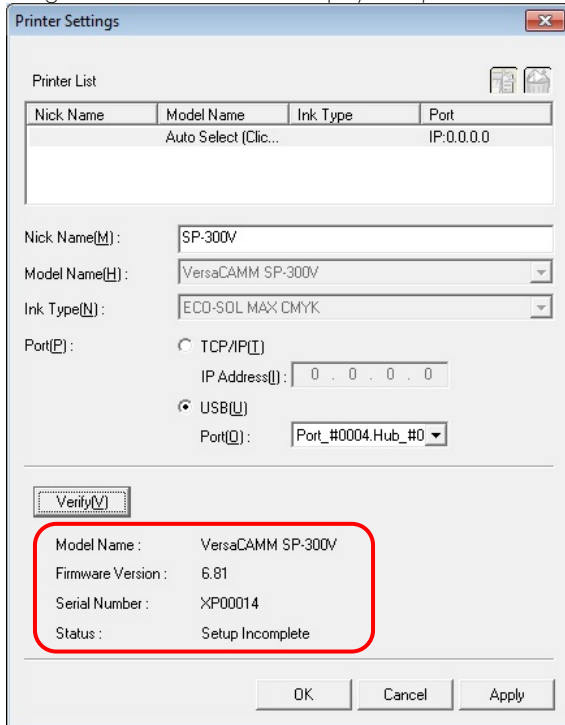 Printer Settings
Printer List
Nick Name Model Name Ink Type Port
Auto Select (Clic... IP:0.0.0.0
Nick Name(M) : SP-300V
Model Name(H) : VersaCAMM SP-300V
Ink Type(N) : ECO-SOL MAX CMYK
Port(P) : TCP/IP(T)
IP Address(I) : 0 . 0 . 0 . 0
USB(U)
Port(O) : Port_#0004.Hub_#0
Verify(V)
Model Name : VersaCAMM SP-300V
Firmware Version : 6.81
Serial Number : XP00014
Status : Setup Incomplete
OK Cancel Apply